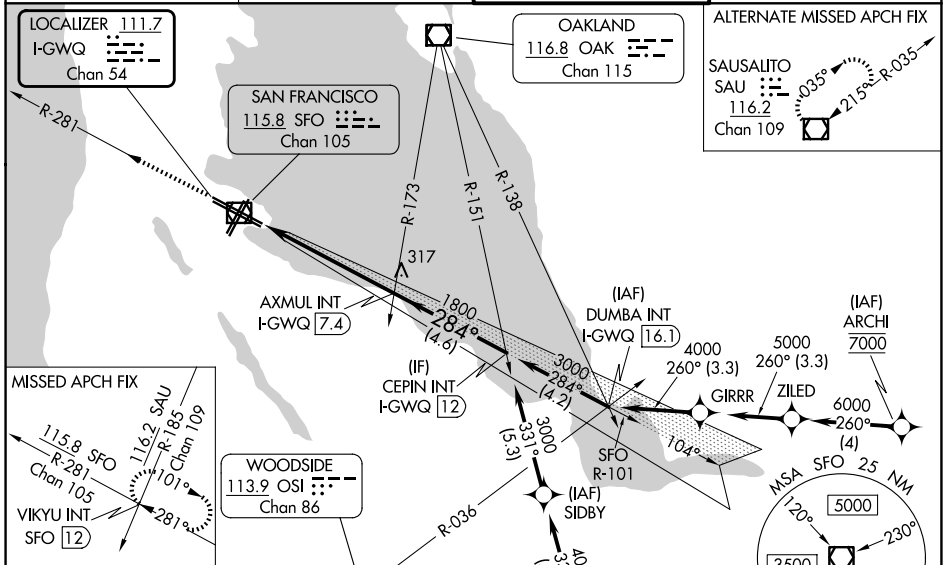 LOCALIZER 111.7
I-GWQ
Chan 54
OAKLAND
116.8 OAK
Chan 115
ALTERNATE MISSED APCH FIX
SAUSALITO
SAU
116.2
Chan 109
035°
215°
R-035
SAN FRANCISCO
115.8 SFO
Chan 105
R-281
R-173
R-151
R-138
317
AXMUL INT
I-GWQ 7.4
1800
284°
(4.6)
(IF)
CEPIN INT
I-GWQ 12
3000
284°
(4.2)
(IAF)
DUMBA INT
I-GWQ 16.1
4000
260° (3.3)
GIRRR
5000
260° (3.3)
ZILED
(IAF)
ARCHI
7000
6000
260°
(4)
104°
SFO
R-101
3000
331°
(5.3)
(IAF)
SIDBY
R-036
MISSED APCH FIX
115.8 SFO
R-281
Chan 105
116.2 SAU
R-185
Chan 109
101°
281°
VIKYU INT
SFO 12
WOODSIDE
113.9 OSI
Chan 86
MSA SFO 25 NM
120°
5000
230°
3500